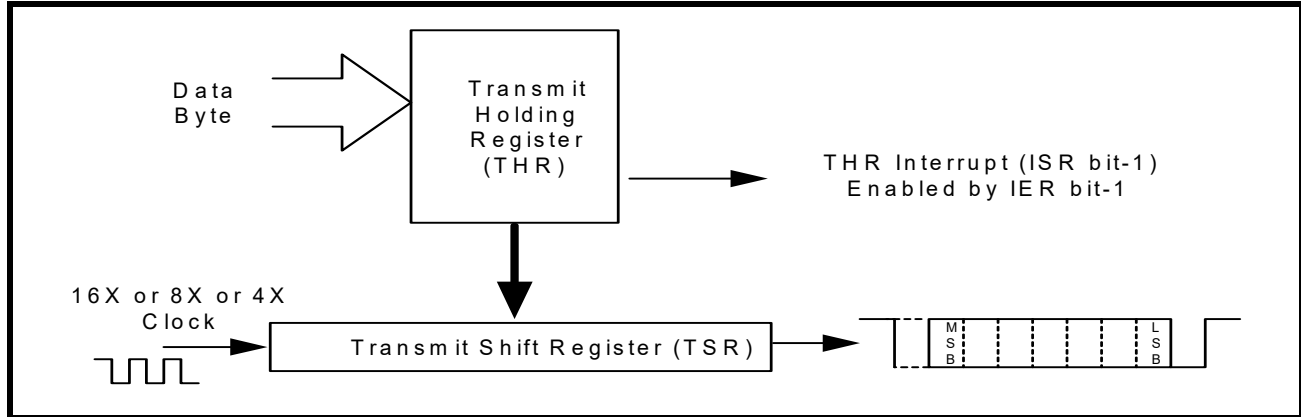 Data
Byte
Transmit
Holding
Register
(THR)
THR Interrupt (ISR bit-1)
Enabled by IER bit-1
16X or 8X or 4X
Clock
Transmit Shift Register (TSR)
M
S
B
L
S
B